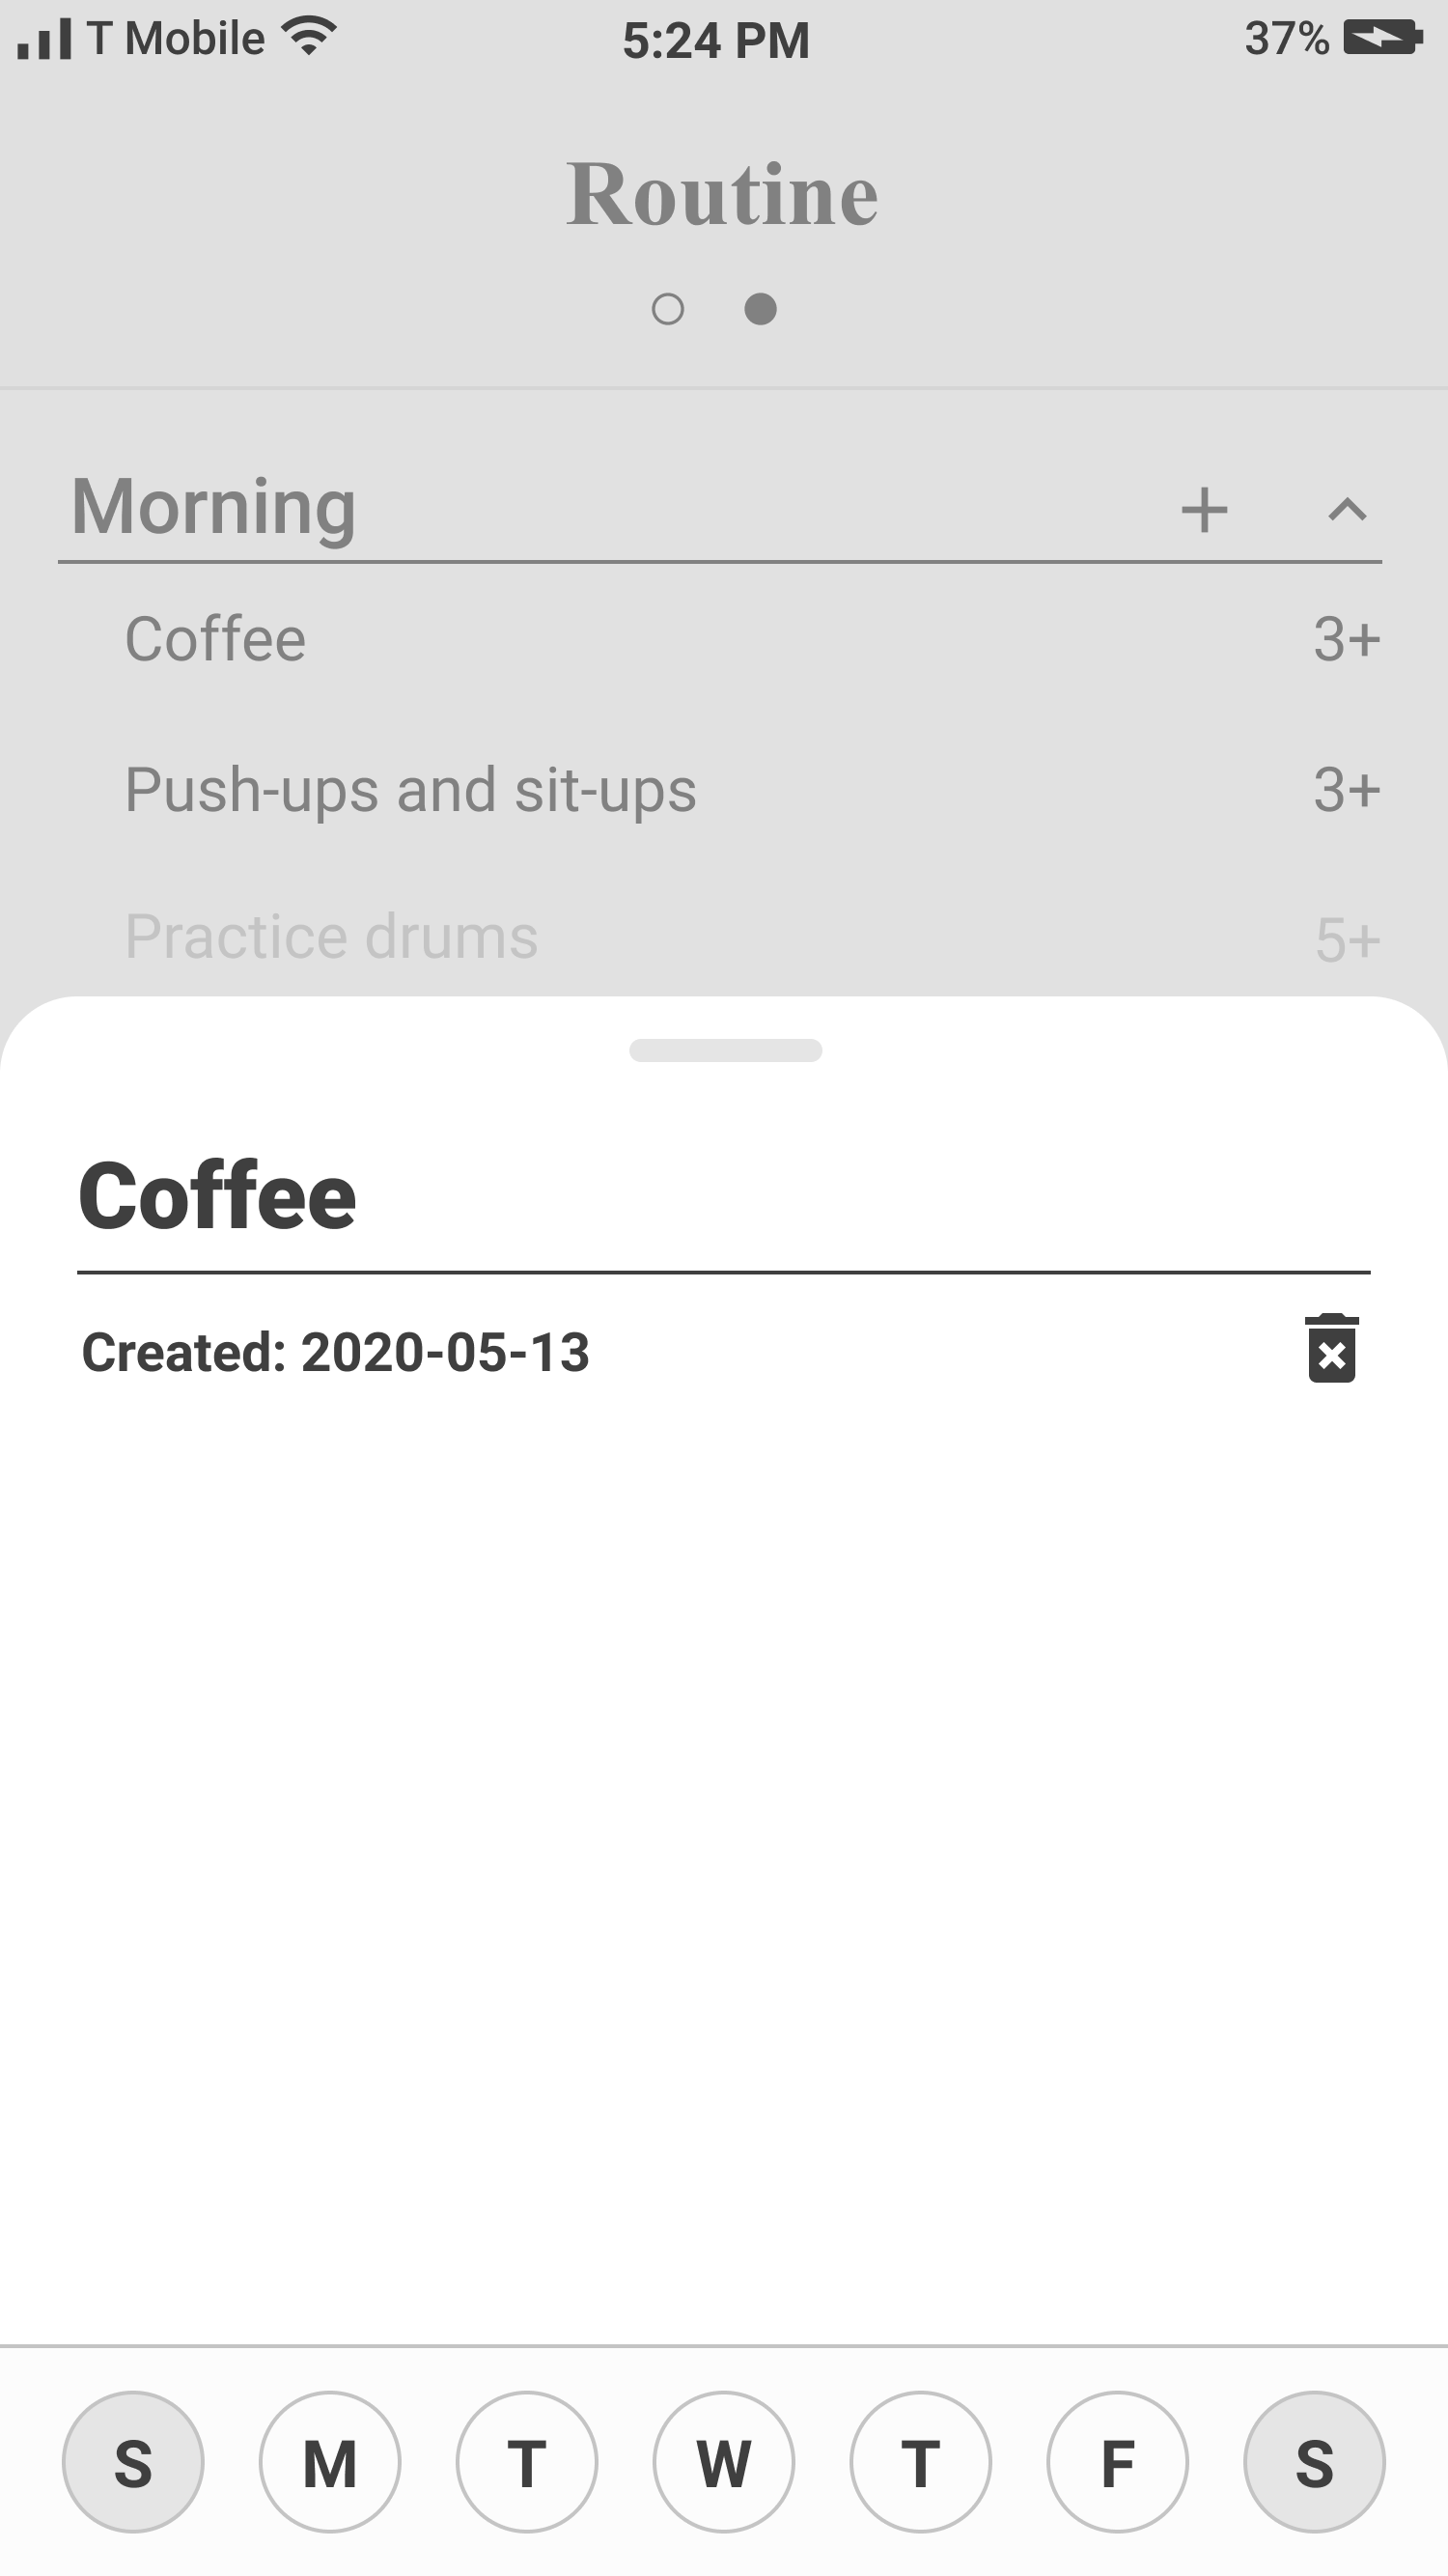 T Mobile 5:24 PM 37%
Routine
Morning
Coffee 3+
Push-ups and sit-ups 3+
Practice drums 5+
Coffee
Created: 2020-05-13
S M T W T F S